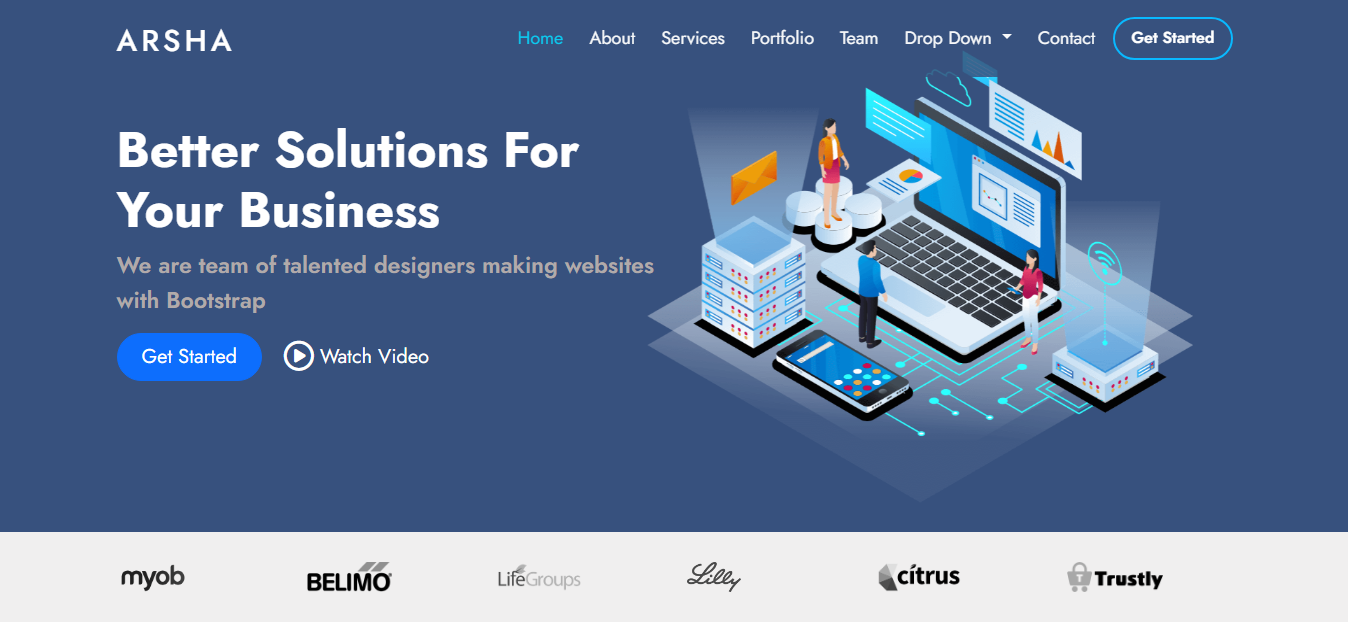 ARSHA
Home About Services Portfolio Team Drop Down Contact Get Started
Better Solutions For
Your Business
We are team of talented designers making websites
with Bootstrap
Get Started Watch Video
myob BELIMO LifeGroups Lilly citrus Trustly